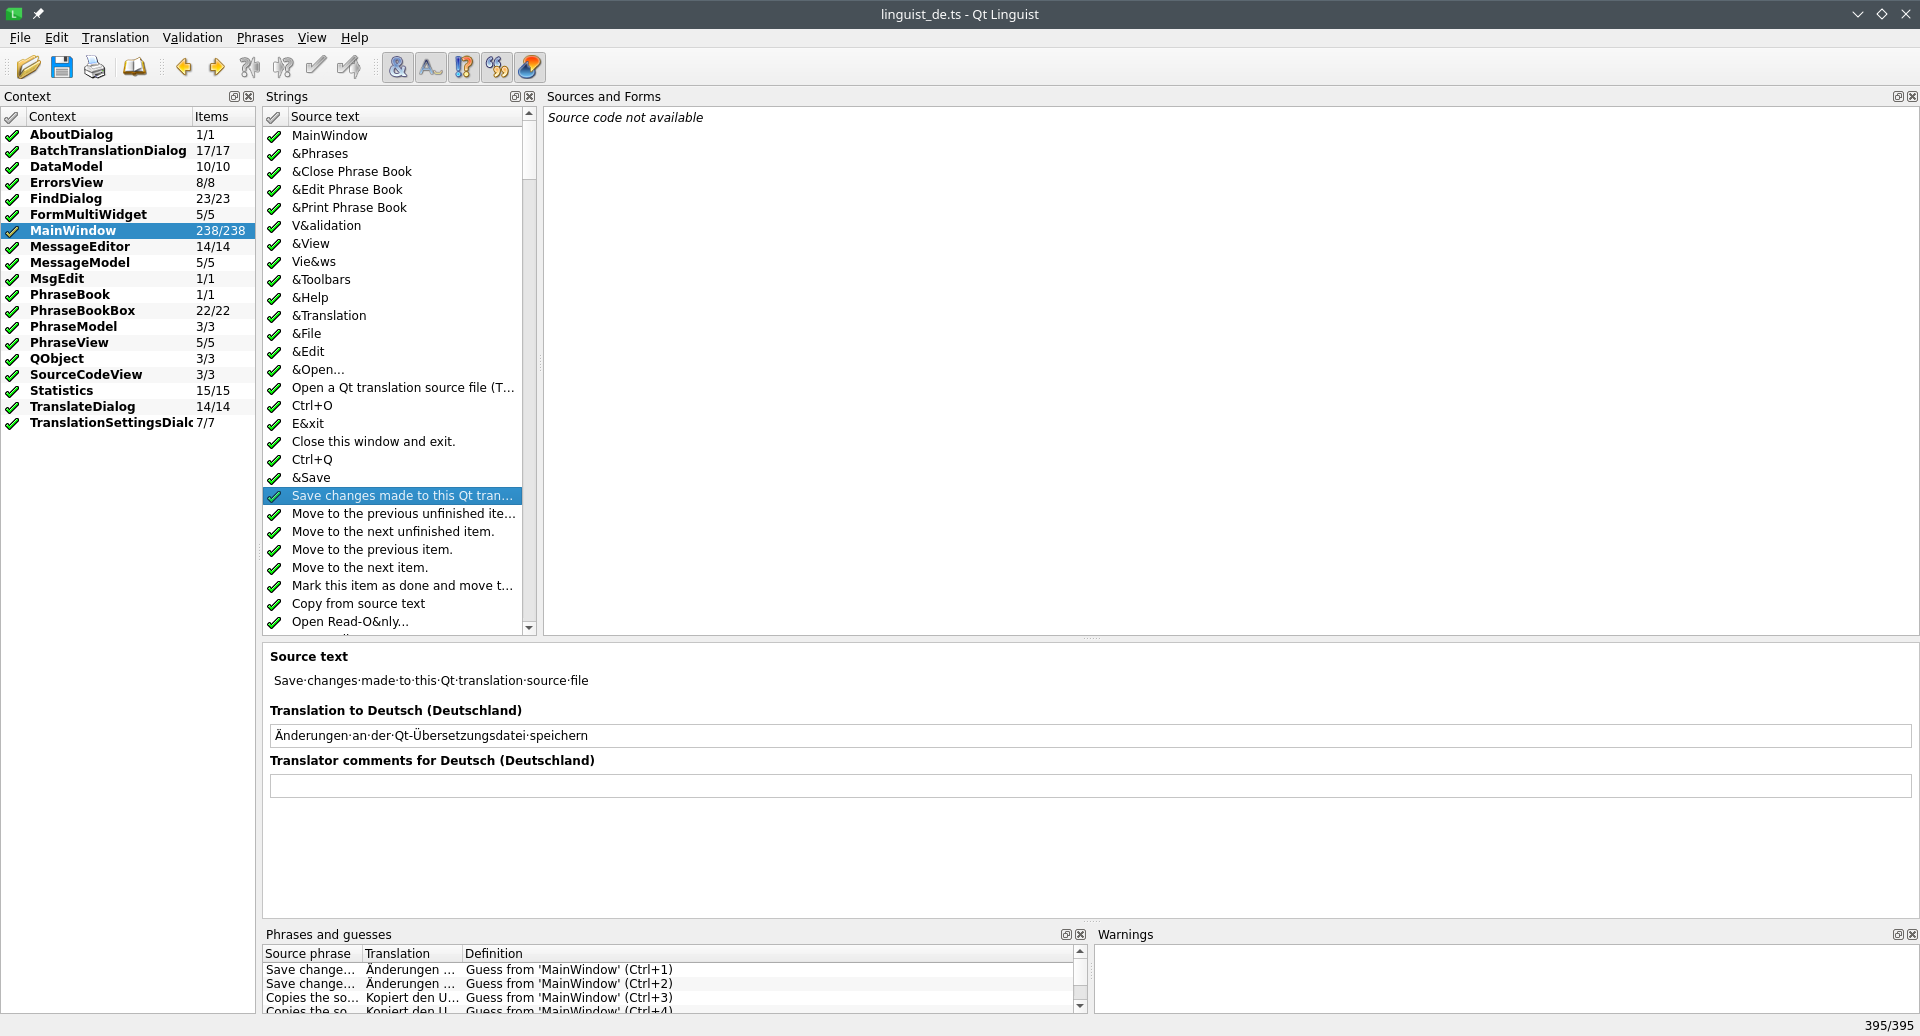 linguist_de.ts - Qt Linguist
File Edit Translation Validation Phrases View Help
Context
Context Items
AboutDialog 1/1
BatchTranslationDialog 17/17
DataModel 10/10
ErrorsView 8/8
FindDialog 23/23
FormMultiWidget 5/5
MainWindow 238/238
MessageEditor 14/14
MessageModel 5/5
MsgEdit 1/1
PhraseBook 1/1
PhraseBookBox 22/22
PhraseModel 3/3
PhraseView 5/5
QObject 3/3
SourceCodeView 3/3
Statistics 15/15
TranslateDialog 14/14
TranslationSettingsDialo 7/7
Strings
Source text
MainWindow
&Phrases
&Close Phrase Book
&Edit Phrase Book
&Print Phrase Book
V&alidation
&View
Vie&ws
&Toolbars
&Help
&Translation
&File
&Edit
&Open...
Open a Qt translation source file (T...
Ctrl+O
E&xit
Close this window and exit.
Ctrl+Q
&Save
Save changes made to this Qt tran...
Move to the previous unfinished ite...
Move to the next unfinished item.
Move to the previous item.
Move to the next item.
Mark this item as done and move t...
Copy from source text
Open Read-O&nly...
Sources and Forms
Source code not available
Source text
Save·changes·made·to·this·Qt·translation·source·file
Translation to Deutsch (Deutschland)
Änderungen·an·der·Qt-Übersetzungsdatei·speichern
Translator comments for Deutsch (Deutschland)
Phrases and guesses
Source phrase Translation Definition
Save change... Änderungen ... Guess from 'MainWindow' (Ctrl+1)
Save change... Änderungen ... Guess from 'MainWindow' (Ctrl+2)
Copies the so... Kopiert den U... Guess from 'MainWindow' (Ctrl+3)
Copies the so... Kopiert den U... Guess from 'MainWindow' (Ctrl+4)
Warnings
395/395